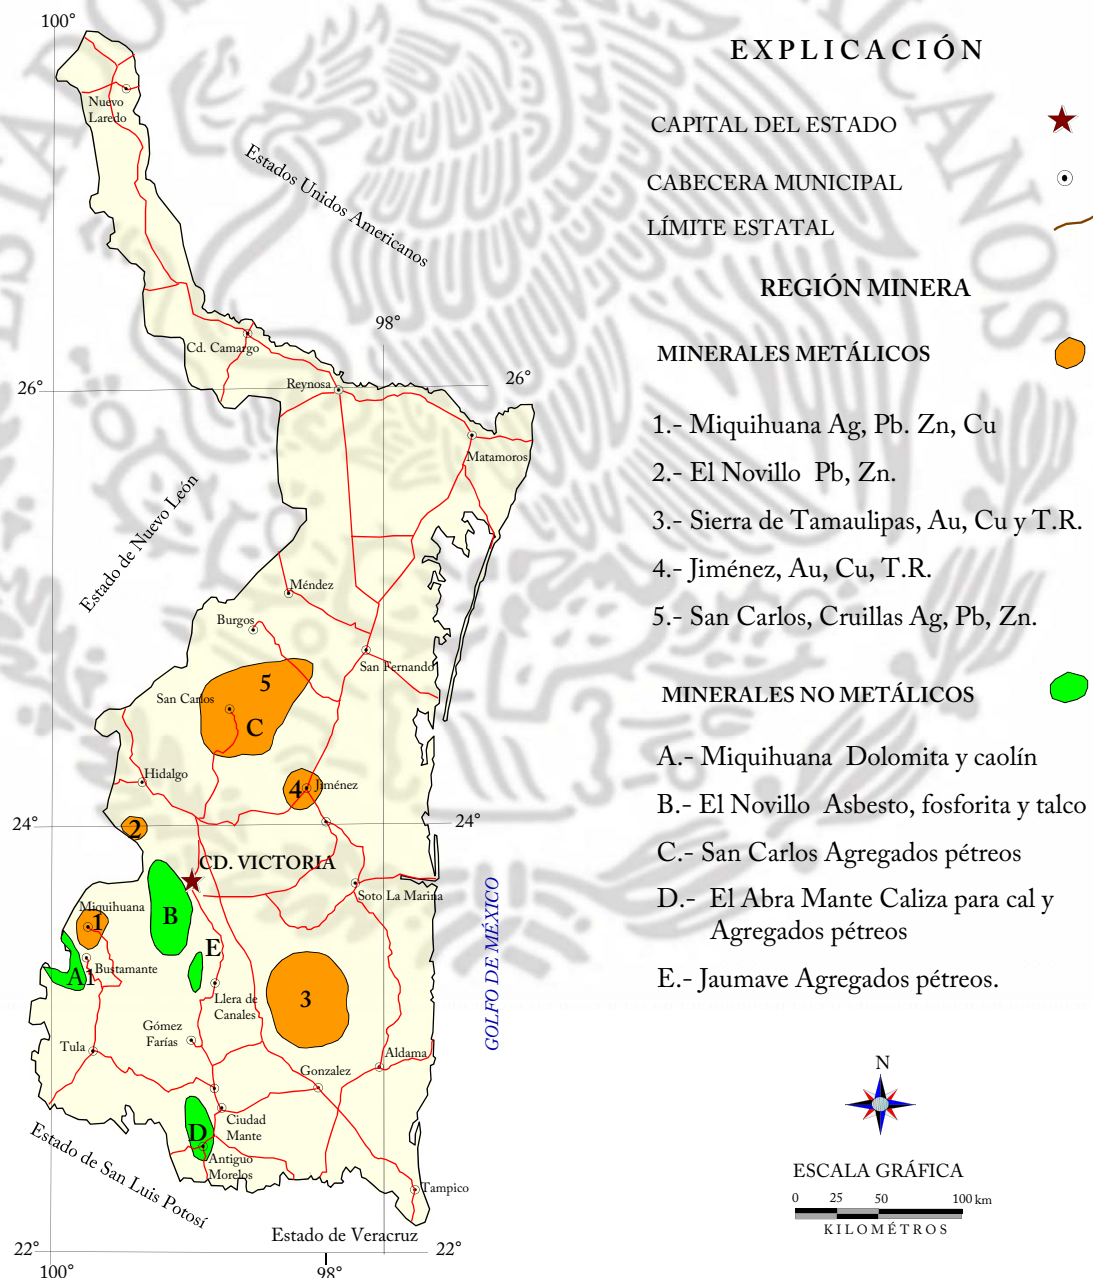 100°
Nuevo
Laredo
Estados Unidos Americanos
98°
Cd. Camargo
26°
Reynosa
26°
Matamoros
Estado de Nuevo León
Méndez
Burgos
San Fernando
5
San Carlos
C
Hidalgo
4
Jiménez
24°
2
24°
CD. VICTORIA
Soto La Marina
Miquihuana
1
B
E
A1
Bustamante
3
Llera de
Canales
GOLFO DE MÉXICO
Gómez
Farías
Tula
Aldama
Gonzalez
Ciudad
Mante
D
Antiguo
Morelos
Estado de San Luis Potosí
Tampico
Estado de Veracruz
22°
22°
100°
98°
EXPLICACIÓN
CAPITAL DEL ESTADO
CABECERA MUNICIPAL
LÍMITE ESTATAL
REGIÓN MINERA
MINERALES METÁLICOS
1.- Miquihuana Ag, Pb. Zn, Cu
2.- El Novillo Pb, Zn.
3.- Sierra de Tamaulipas, Au, Cu y T.R.
4.- Jiménez, Au, Cu, T.R.
5.- San Carlos, Cruillas Ag, Pb, Zn.
MINERALES NO METÁLICOS
A.- Miquihuana Dolomita y caolín
B.- El Novillo Asbesto, fosforita y talco
C.- San Carlos Agregados pétreos
D.- El Abra Mante Caliza para cal y
Agregados pétreos
E.- Jaumave Agregados pétreos.
N
ESCALA GRÁFICA
0 25 50 100 km
KILOMÉTROS